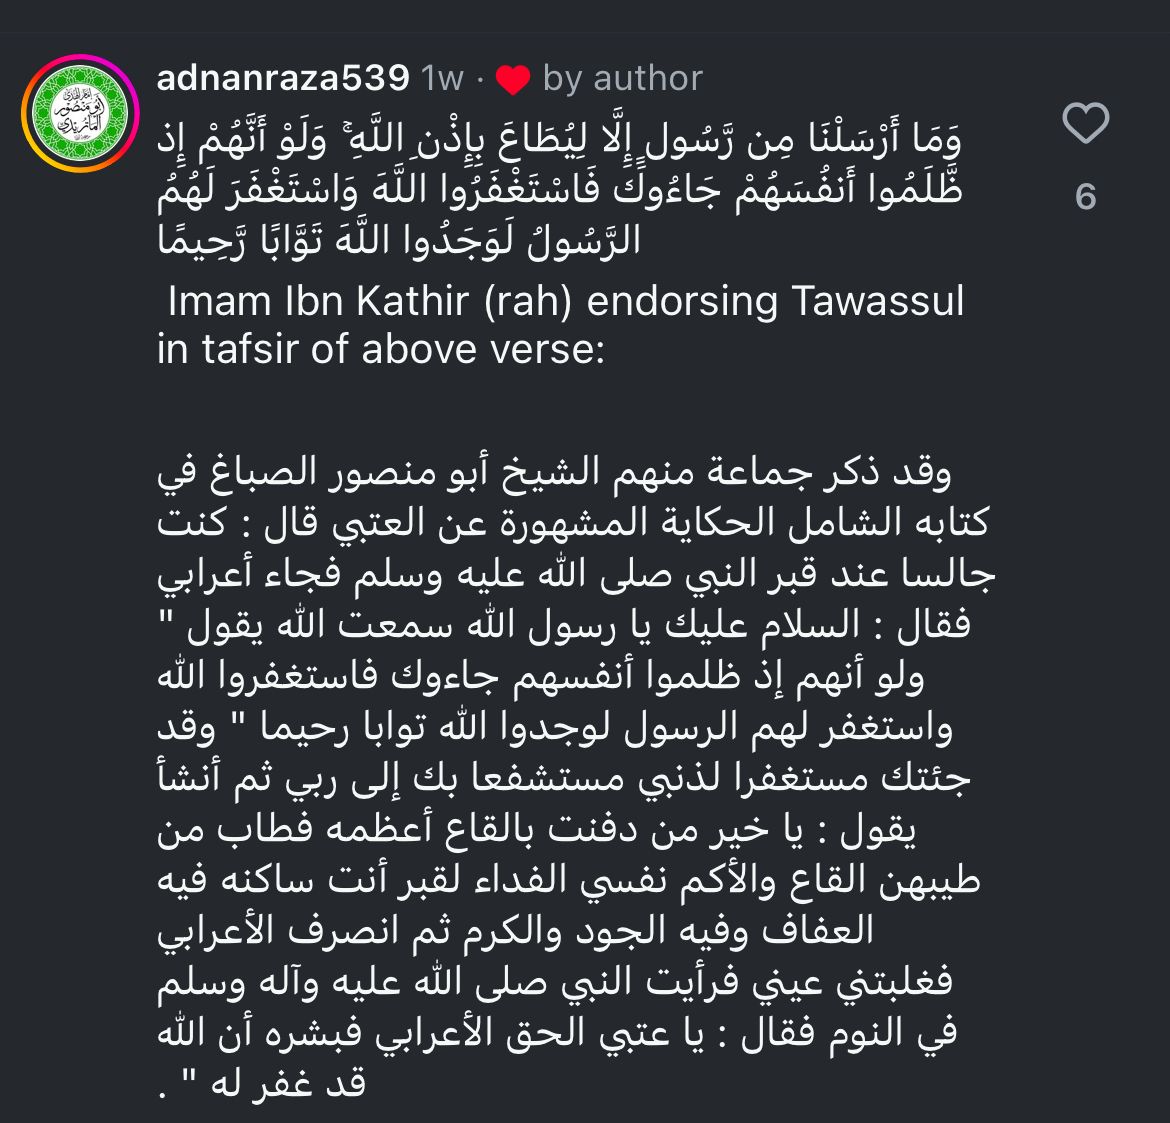 adnanraza539 1w · ❤ by author
وَمَا أَرْسَلْنَا مِن رَّسُولٍ إِلَّا لِيُطَاعَ بِإِذْنِ اللَّهِ ۚ وَلَوْ أَنَّهُمْ إِذ
ظَّلَمُوا أَنفُسَهُمْ جَاءُوكَ فَاسْتَغْفَرُوا اللَّهَ وَاسْتَغْفَرَ لَهُمُ
الرَّسُولُ لَوَجَدُوا اللَّهَ تَوَّابًا رَّحِيمًا
6
Imam Ibn Kathir (rah) endorsing Tawassul
in tafsir of above verse:
وقد ذكر جماعة منهم الشيخ أبو منصور الصباغ في
كتابه الشامل الحكاية المشهورة عن العتبي قال : كنت
جالسا عند قبر النبي صلى الله عليه وسلم فجاء أعرابي
فقال : السلام عليك يا رسول الله سمعت الله يقول "
ولو أنهم إذ ظلموا أنفسهم جاءوك فاستغفروا الله
واستغفر لهم الرسول لوجدوا الله توابا رحيما " وقد
جئتك مستغفرا لذنبي مستشفعا بك إلى ربي ثم أنشأ
يقول : يا خير من دفنت بالقاع أعظمه فطاب من
طيبهن القاع والأكم نفسي الفداء لقبر أنت ساكنه فيه
العفاف وفيه الجود والكرم ثم انصرف الأعرابي
فغلبتني عيني فرأيت النبي صلى الله عليه وآله وسلم
في النوم فقال : يا عتبي الحق الأعرابي فبشره أن الله
قد غفر له " .